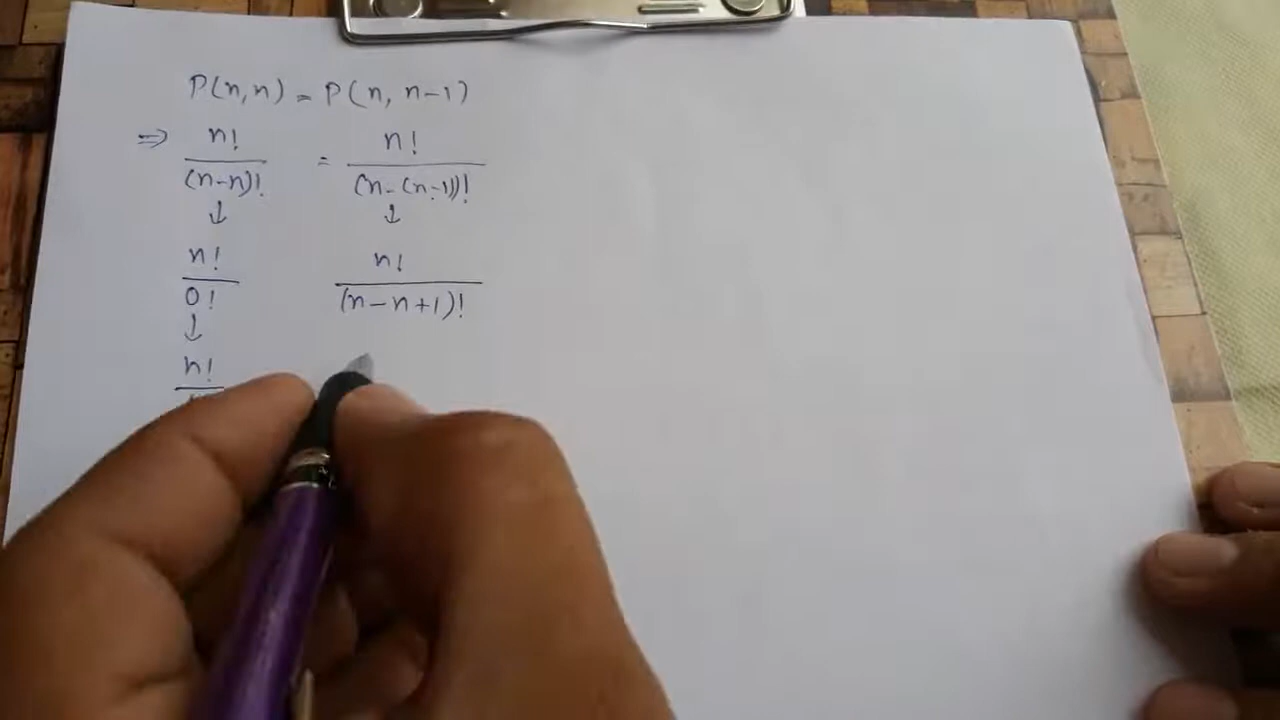 P(n,n) = P(n, n-1)
⇒ n!/(n-n)! = n!/(n-(n-1))!
↓ ↓
n!/0! n!/(n-n+1)!
↓
n!